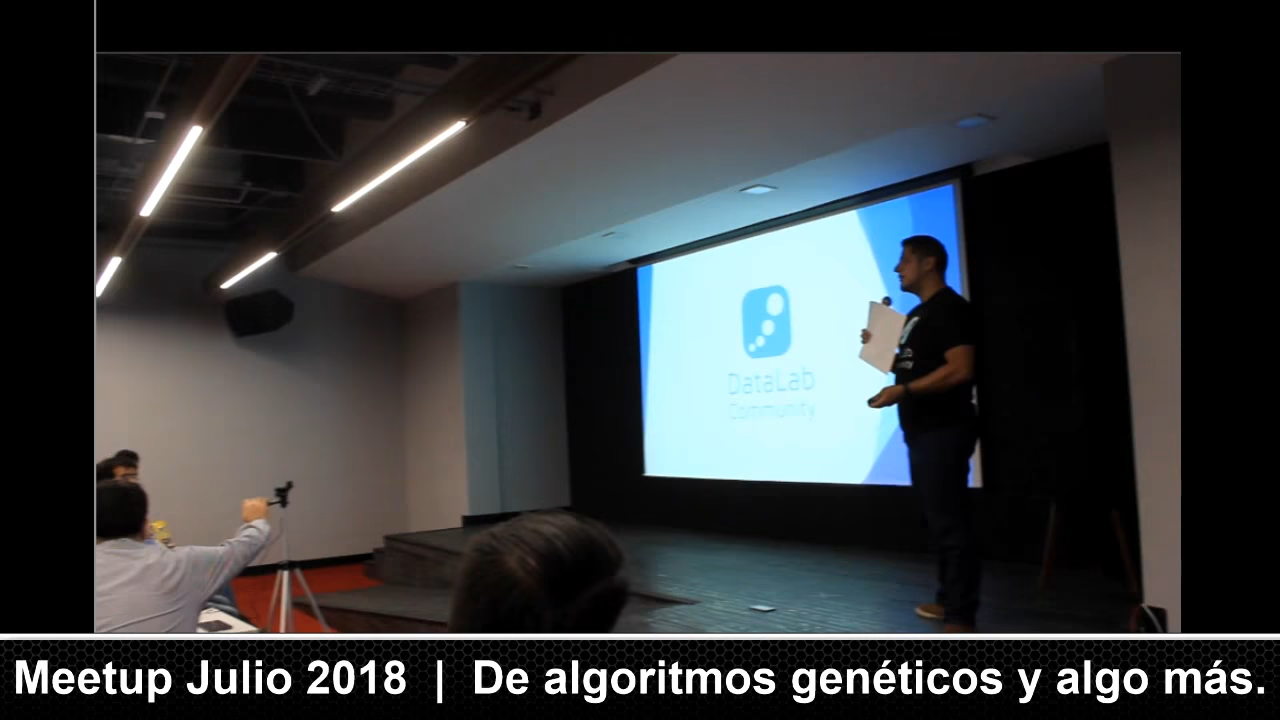 DataLab
Community
Meetup Julio 2018 | De algoritmos genéticos y algo más.